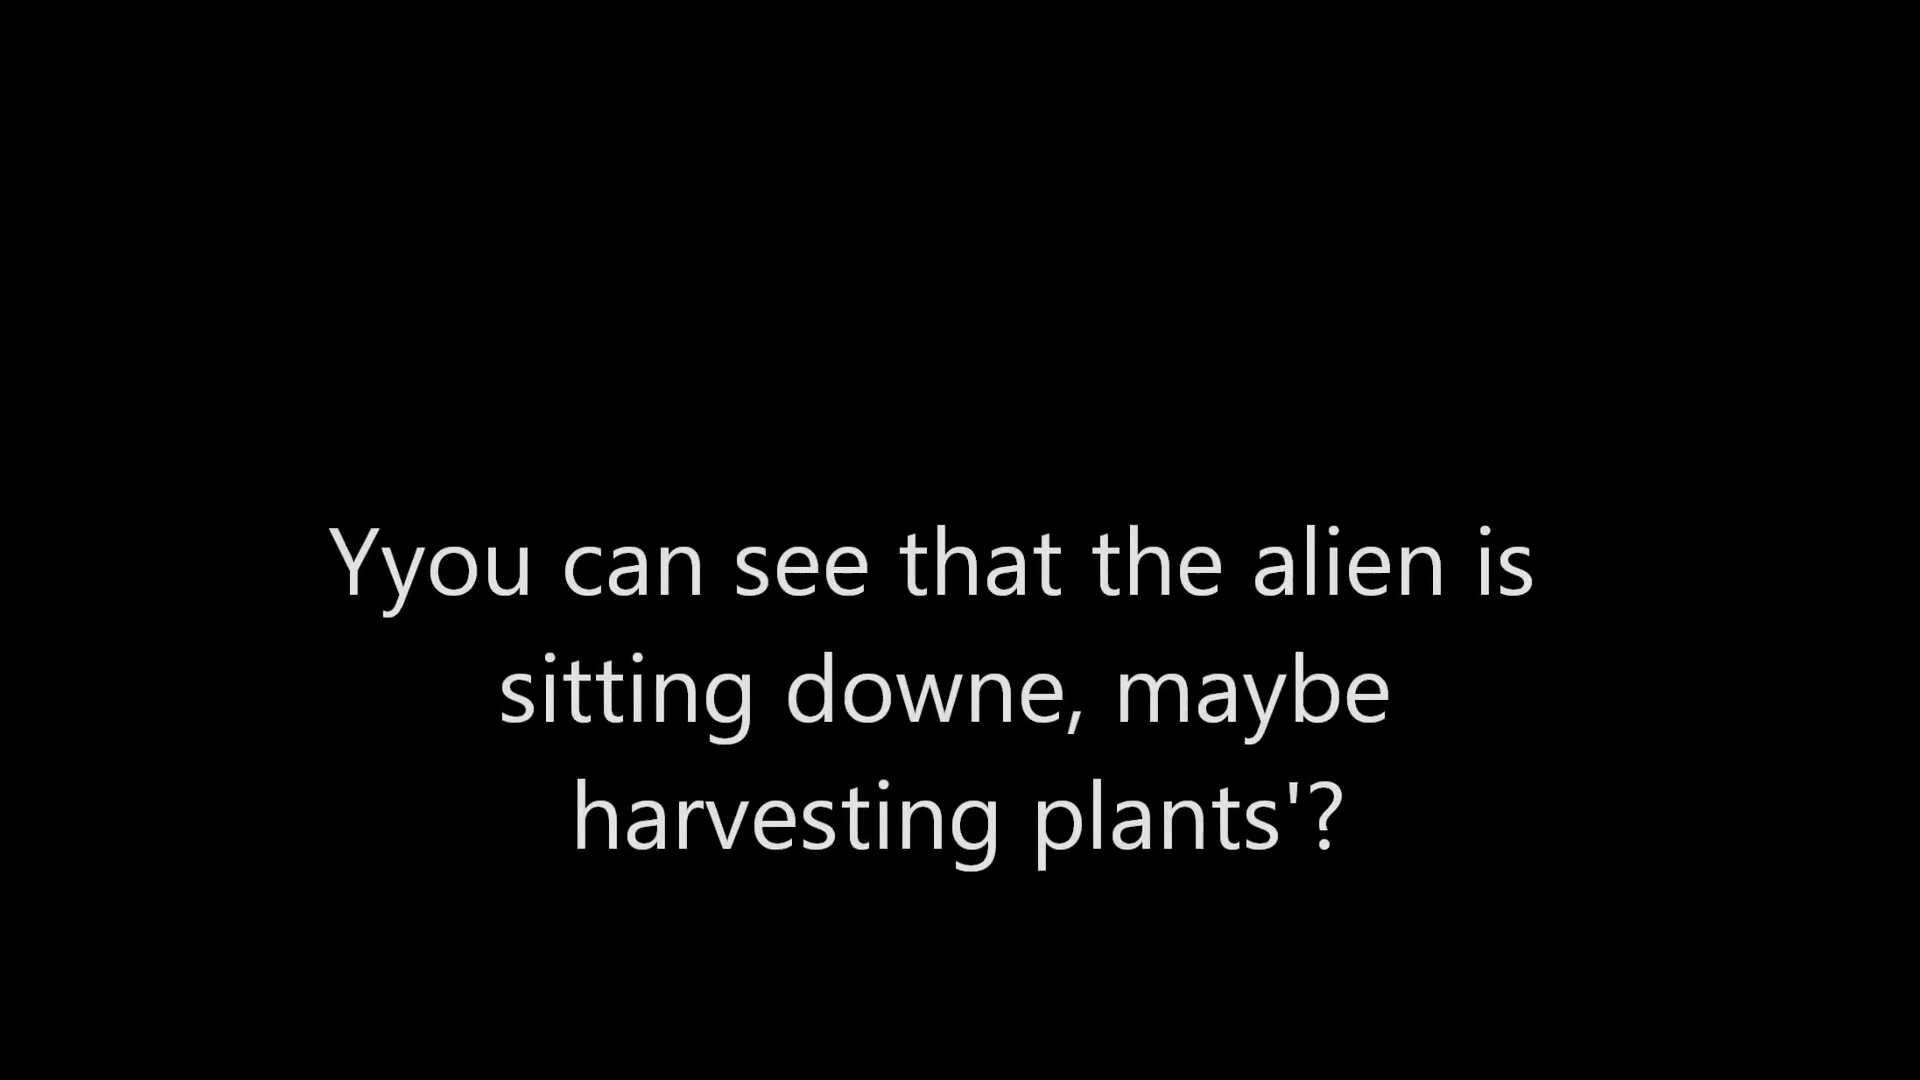 Yyou can see that the alien is
sitting downe, maybe
harvesting plants'?